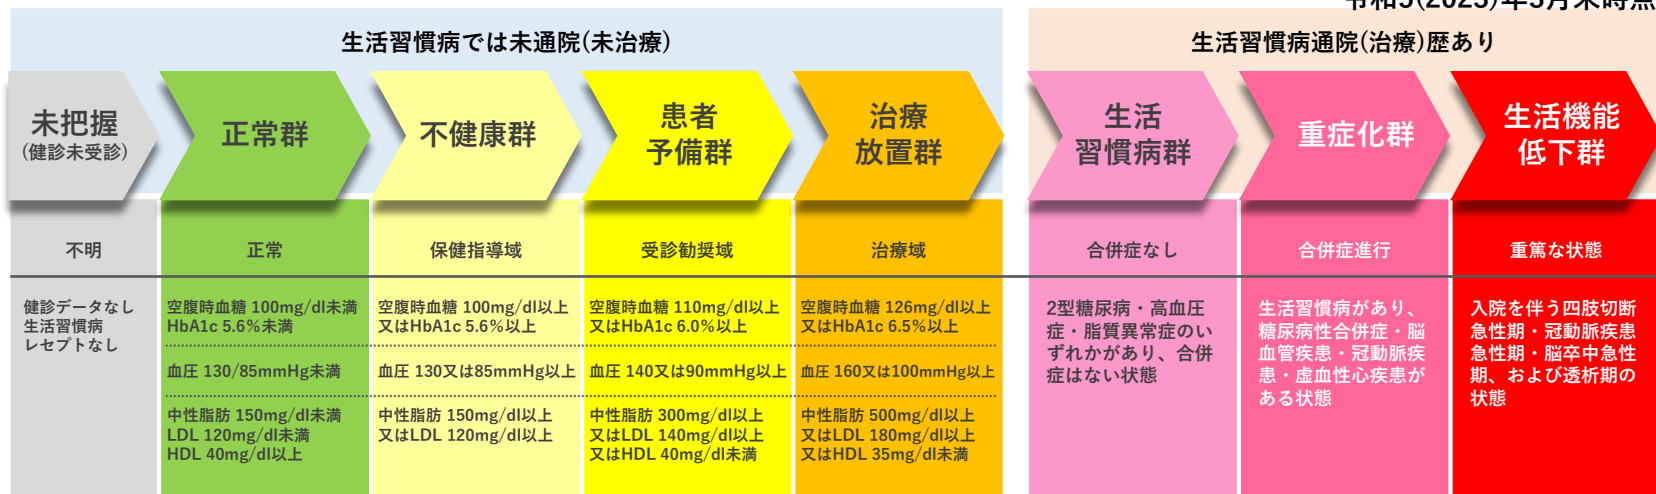 令和5(2023)年3月末時点
生活習慣病では未通院(未治療)
生活習慣病通院(治療)歴あり
未把握
(健診未受診)
正常群
不健康群
患者
予備群
治療
放置群
生活
習慣病群
重症化群
生活機能
低下群
不明
正常
保健指導域
受診勧奨域
治療域
合併症なし
合併症進行
重篤な状態
健診データなし
生活習慣病
レセプトなし
空腹時血糖 100mg/dl未満
HbA1c 5.6%未満
血圧 130/85mmHg未満
中性脂肪 150mg/dl未満
LDL 120mg/dl未満
HDL 40mg/dl以上
空腹時血糖 100mg/dl以上
又はHbA1c 5.6%以上
血圧 130又は85mmHg以上
中性脂肪 150mg/dl以上
又はLDL 120mg/dl以上
空腹時血糖 110mg/dl以上
又はHbA1c 6.0%以上
血圧 140又は90mmHg以上
中性脂肪 300mg/dl以上
又はLDL 140mg/dl以上
又はHDL 40mg/dl未満
空腹時血糖 126mg/dl以上
又はHbA1c 6.5%以上
血圧 160又は100mmHg以上
中性脂肪 500mg/dl以上
又はLDL 180mg/dl以上
又はHDL 35mg/dl未満
2型糖尿病・高血圧
症・脂質異常症のい
ずれかがあり、合併
症はない状態
生活習慣病があり、
糖尿病性合併症・脳
血管疾患・冠動脈疾
患・虚血性心疾患が
ある状態
入院を伴う四肢切断
急性期・冠動脈疾患
急性期・脳卒中急性
期、および透析期の
状態